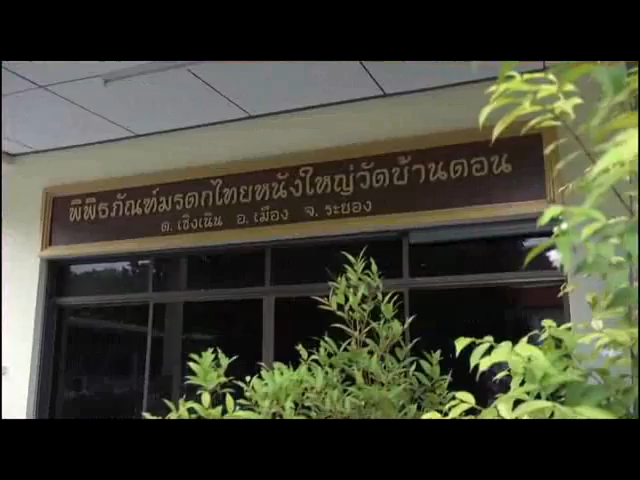 พิพิธภัณฑ์มรดกไทยหนังใหญ่วัดบ้านดอน
ต. เชิงเนิน อ. เมือง จ. ระยอง